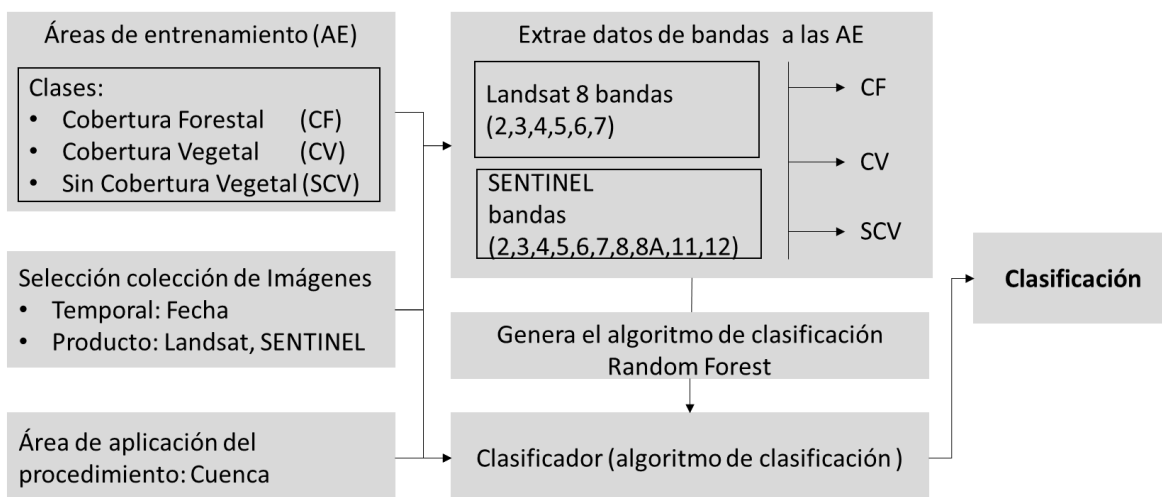 Áreas de entrenamiento (AE)
Clases:
• Cobertura Forestal (CF)
• Cobertura Vegetal (CV)
• Sin Cobertura Vegetal (SCV)
Selección colección de Imágenes
• Temporal: Fecha
• Producto: Landsat, SENTINEL
Área de aplicación del
procedimiento: Cuenca
Extrae datos de bandas a las AE
Landsat 8 bandas
(2,3,4,5,6,7)
SENTINEL
bandas
(2,3,4,5,6,7,8,8A,11,12)
CF
CV
SCV
Genera el algoritmo de clasificación
Random Forest
Clasificador (algoritmo de clasificación )
Clasificación